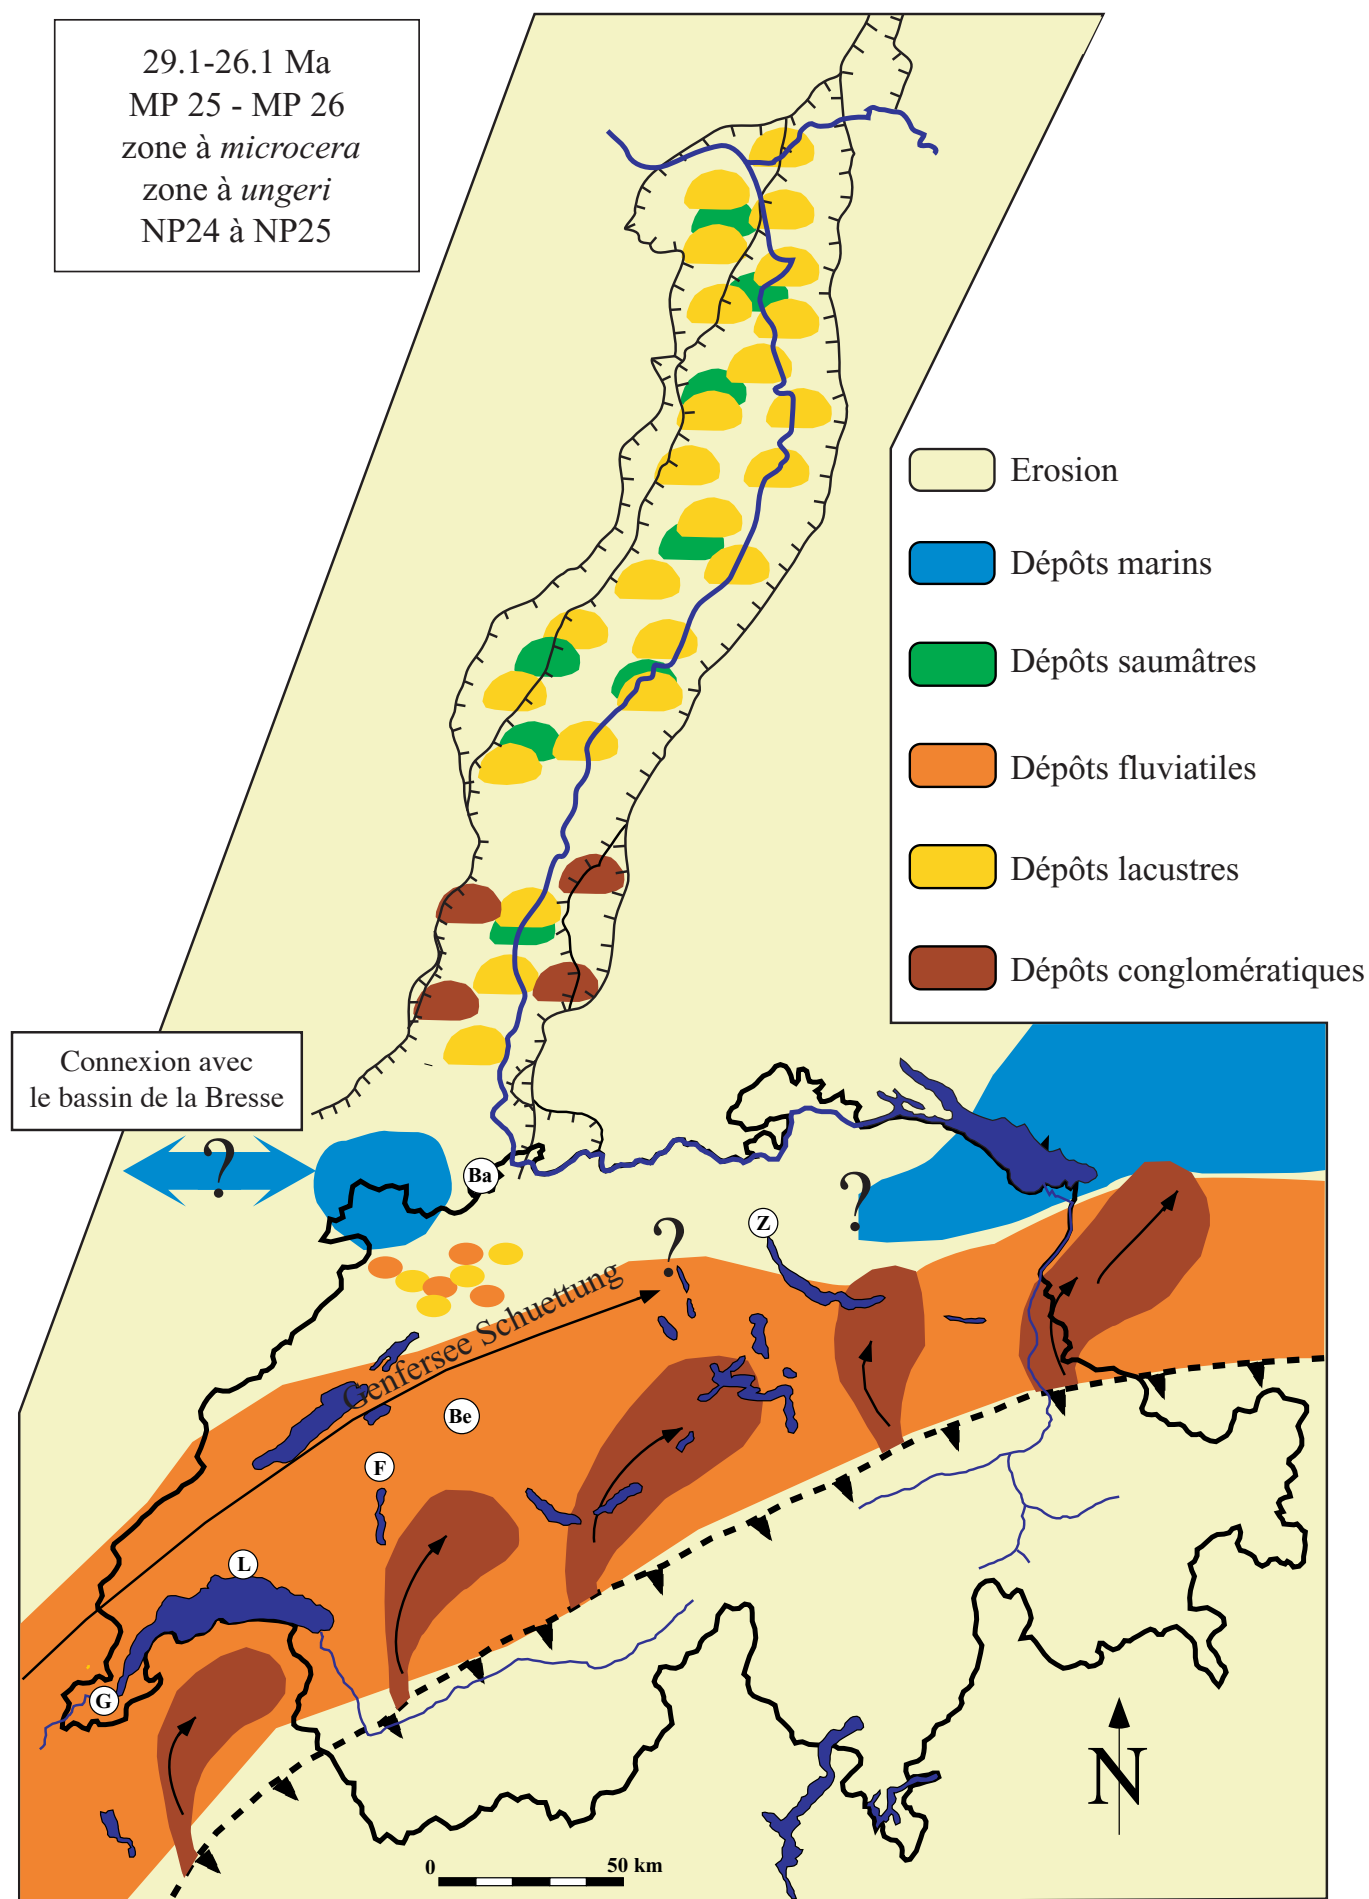 29.1-26.1 Ma
MP 25 - MP 26
zone à microcera
zone à ungeri
NP24 à NP25
Erosion
Dépôts marins
Dépôts saumâtres
Dépôts fluviatiles
Dépôts lacustres
Dépôts conglomératiques
Connexion avec
le bassin de la Bresse
?
Ba
?
?
Z
Genfersee Schuettung
Be
F
L
G
N
0 50 km